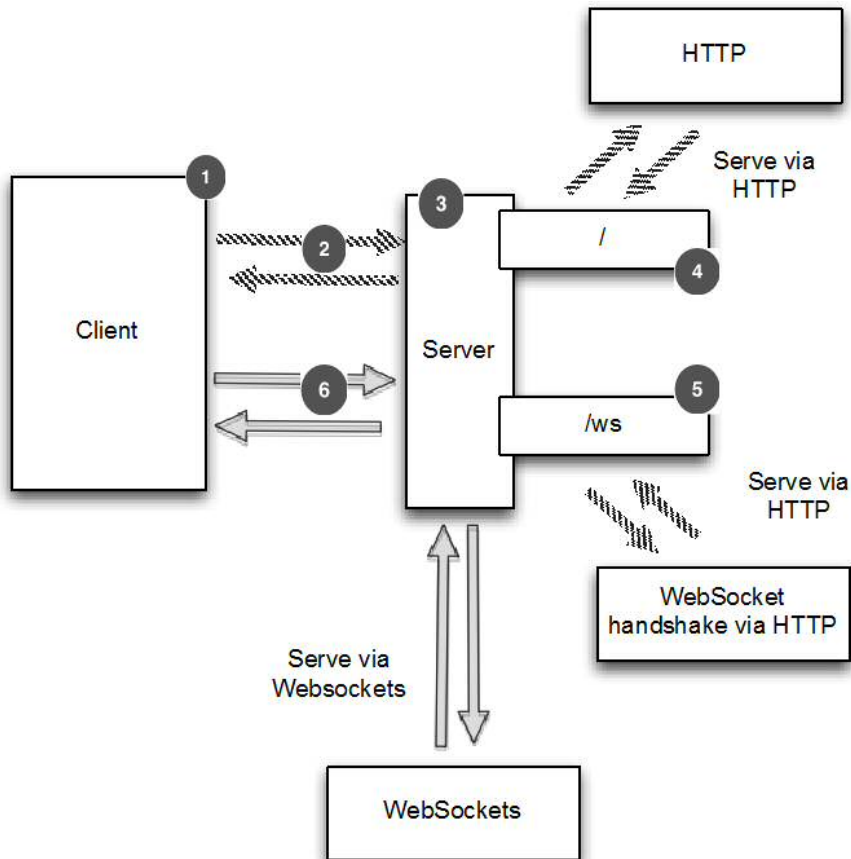 HTTP
Serve via
HTTP
1
3
2
/
4
Client
Server
6
5
/ws
Serve via
HTTP
WebSocket
handshake via HTTP
Serve via
Websockets
WebSockets